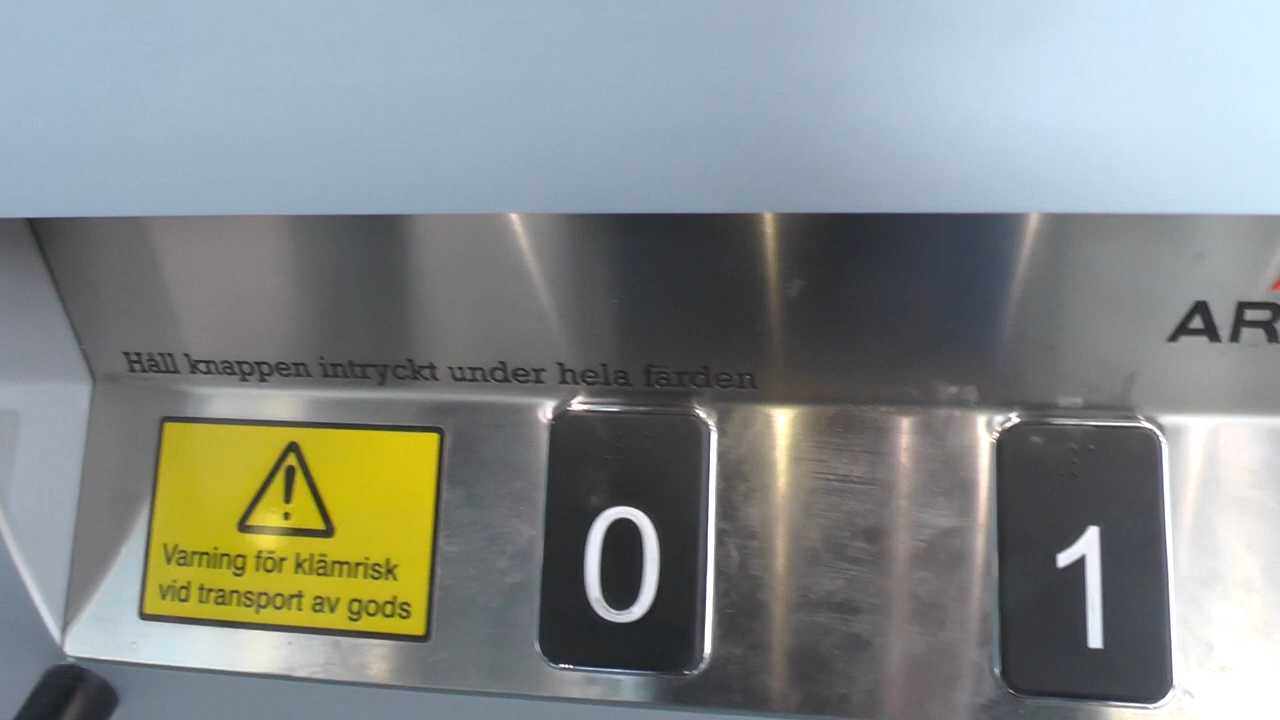 Håll knappen intryckt under hela färden
Varning för klämrisk
vid transport av gods
0
1